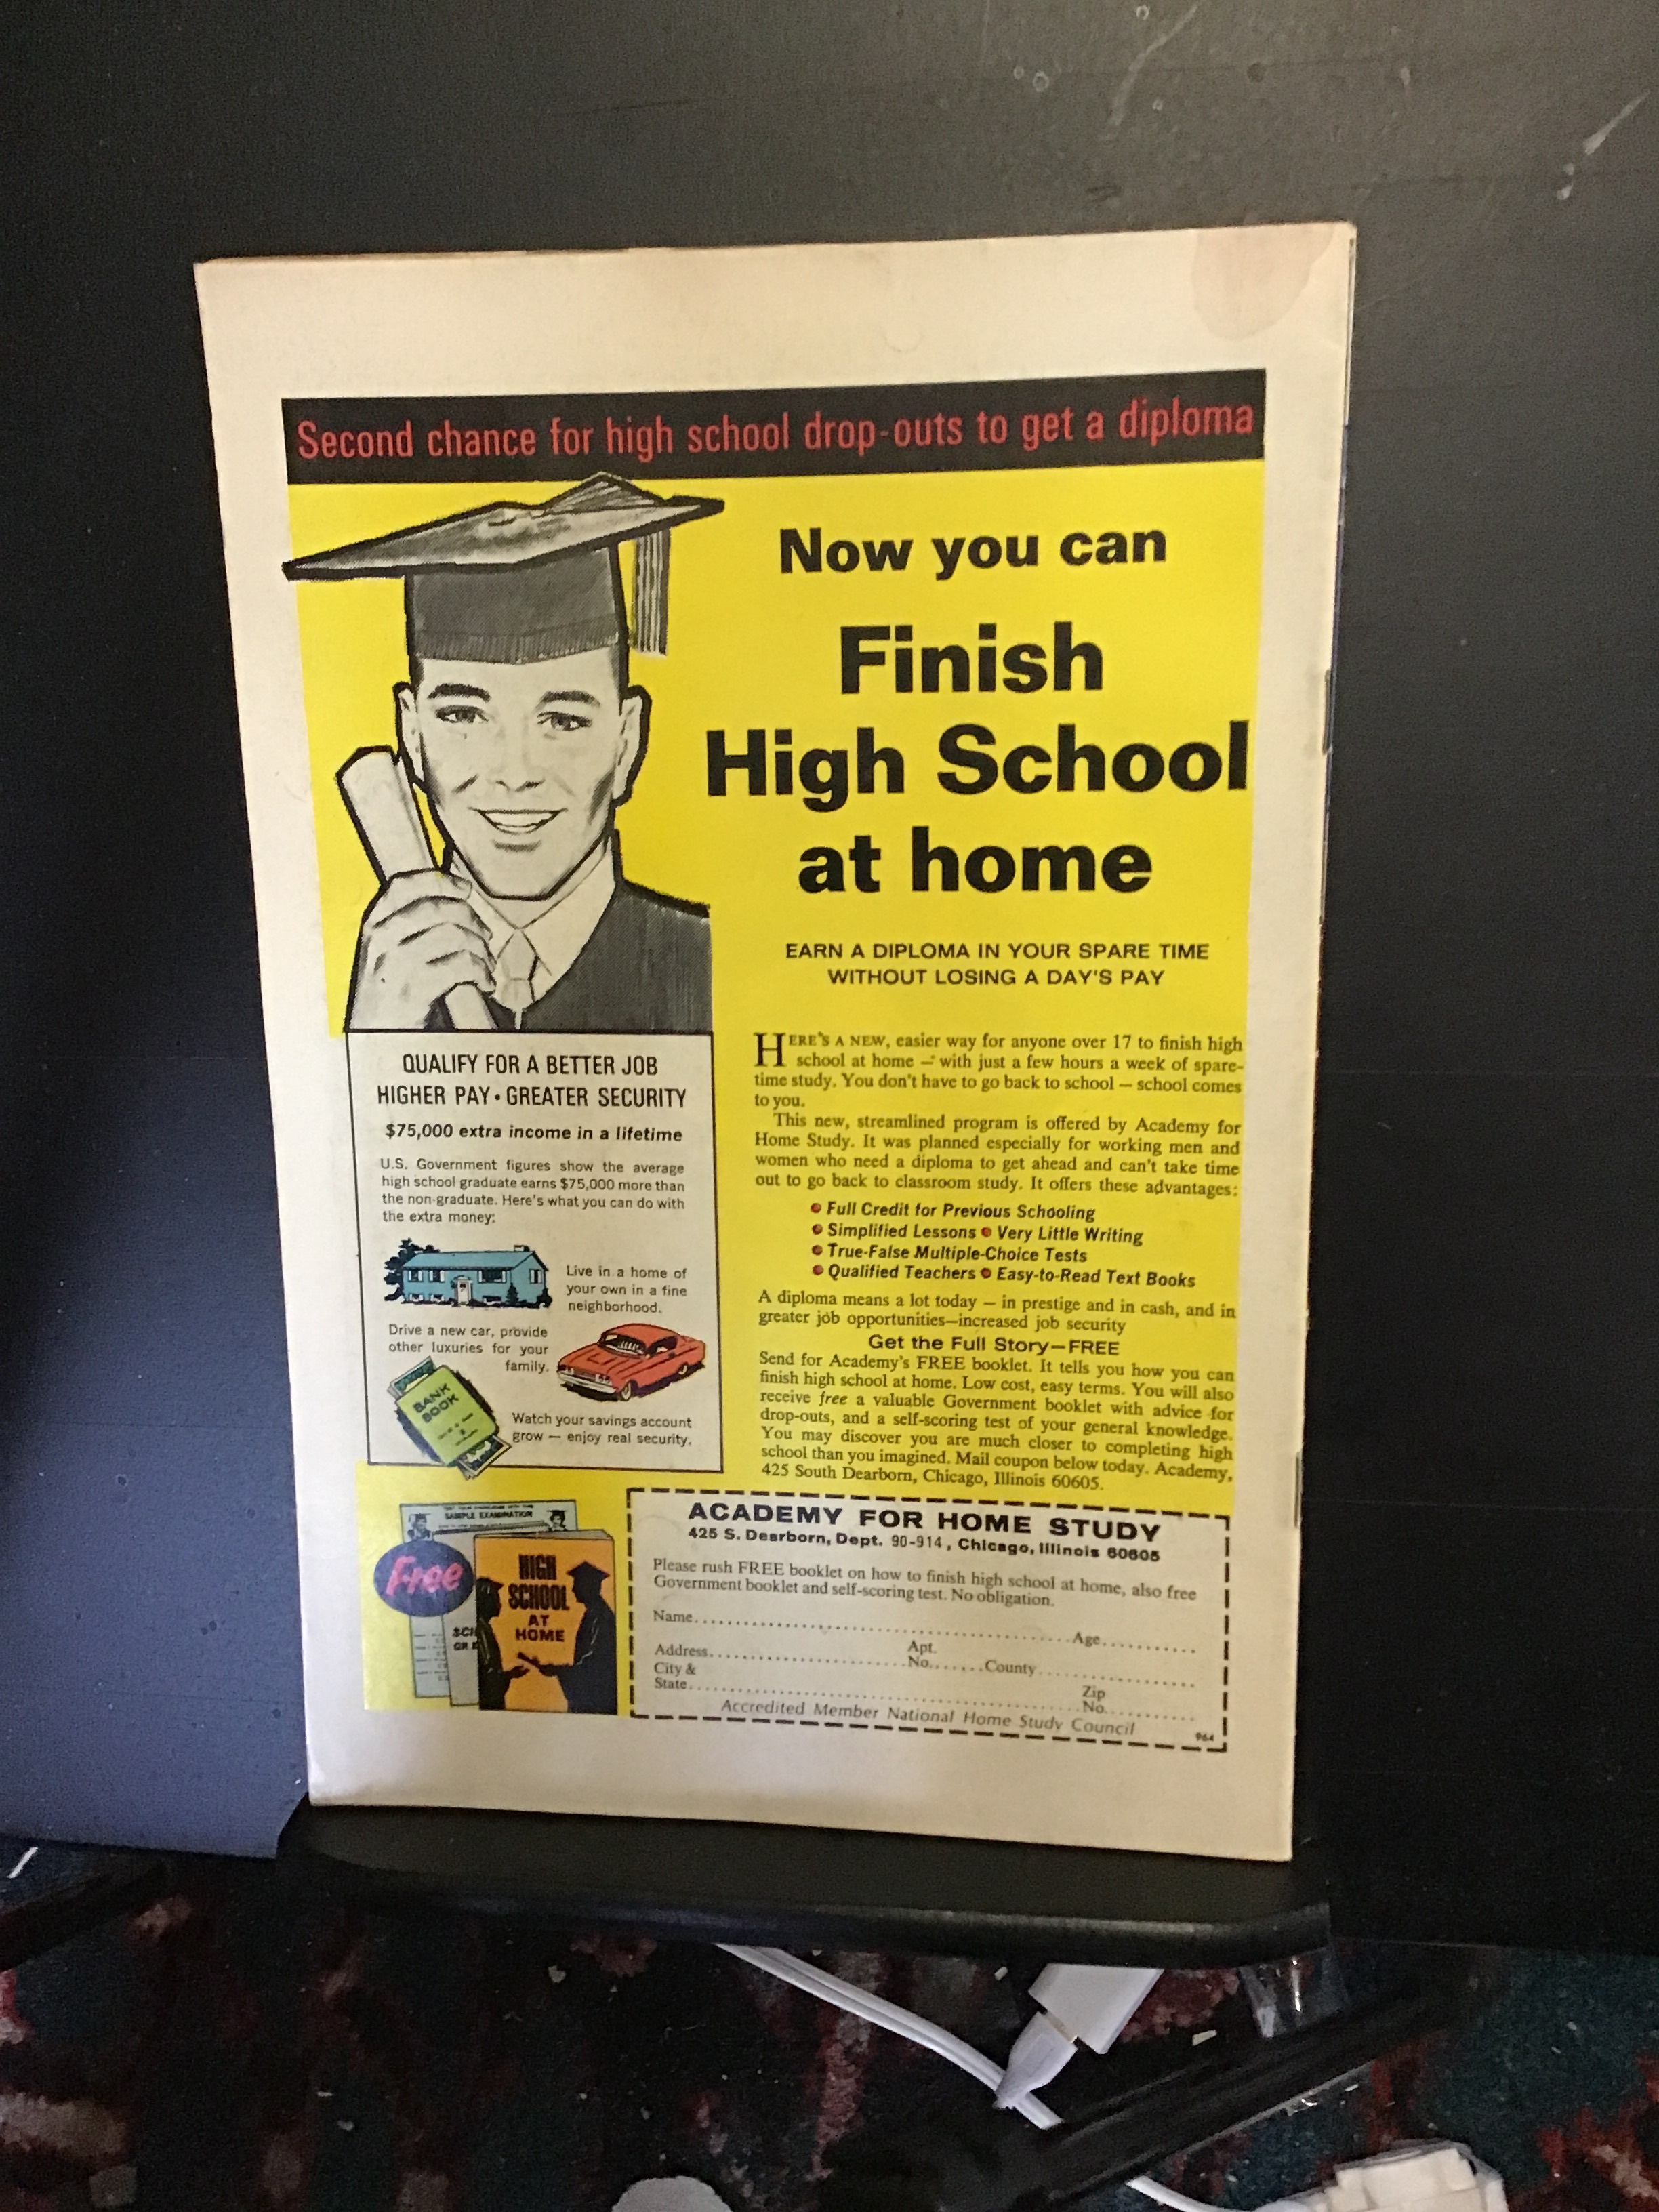 Second chance for high school drop-outs to get a diploma
Now you can
Finish
High School
at home
EARN A DIPLOMA IN YOUR SPARE TIME
WITHOUT LOSING A DAY'S PAY
HERE'S A NEW, easier way for anyone over 17 to finish high
school at home — with just a few hours a week of spare-
time study. You don't have to go back to school — school comes
to you.
This new, streamlined program is offered by Academy for
Home Study. It was planned especially for working men and
women who need a diploma to get ahead and can't take time
out to go back to classroom study. It offers these advantages:
• Full Credit for Previous Schooling
• Simplified Lessons • Very Little Writing
• True-False Multiple-Choice Tests
• Qualified Teachers • Easy-to-Read Text Books
A diploma means a lot today — in prestige and in cash, and in
greater job opportunities—increased job security
Get the Full Story—FREE
Send for Academy's FREE booklet. It tells you how you can
finish high school at home. Low cost, easy terms. You will also
receive free a valuable Government booklet with advice for
drop-outs, and a self-scoring test of your general knowledge.
You may discover you are much closer to completing high
school than you imagined. Mail coupon below today. Academy,
425 South Dearborn, Chicago, Illinois 60605.
QUALIFY FOR A BETTER JOB
HIGHER PAY • GREATER SECURITY
$75,000 extra income in a lifetime
U.S. Government figures show the average
high school graduate earns $75,000 more than
the non-graduate. Here's what you can do with
the extra money:
Live in a home of
your own in a fine
neighborhood.
Drive a new car, provide
other luxuries for your
family.
BANK
BOOK
Watch your savings account
grow — enjoy real security.
SAMPLE EXAMINATION
Free
HIGH
SCHOOL
AT
HOME
ACADEMY FOR HOME STUDY
425 S. Dearborn, Dept. 90-914, Chicago, Illinois 60605
Please rush FREE booklet on how to finish high school at home, also free
Government booklet and self-scoring test. No obligation.
Name Age
Address Apt. No. County
City &
State Zip No.
Accredited Member National Home Study Council
964